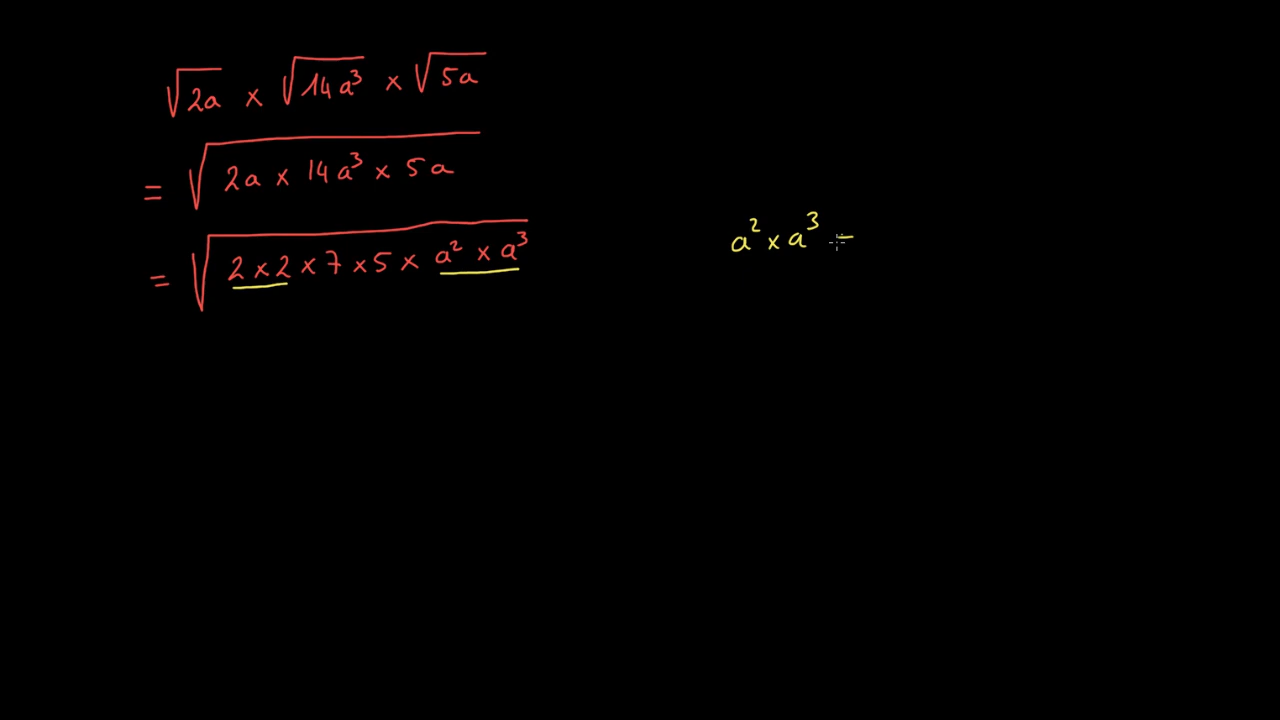 √2a × √14a³ × √5a
= √2a × 14a³ × 5a
= √2 × 2 × 7 × 5 × a² × a³
a² × a³ =